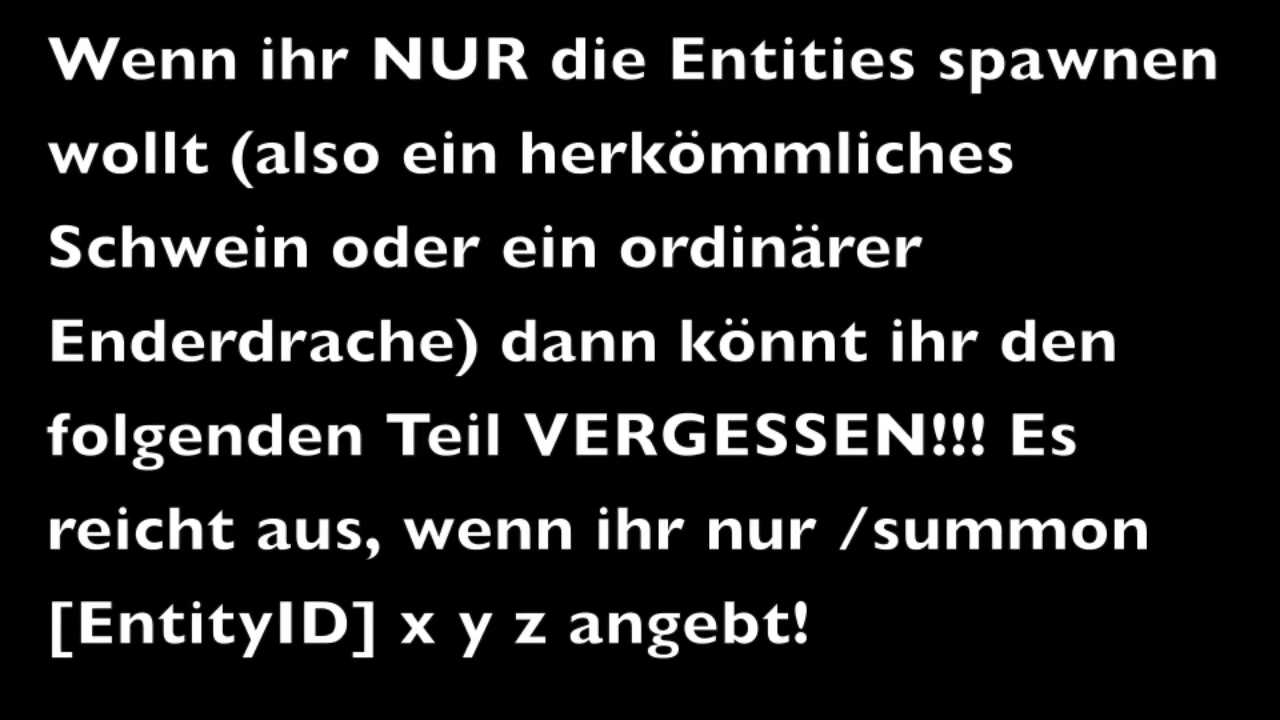 Wenn ihr NUR die Entities spawnen
wollt (also ein herkömmliches
Schwein oder ein ordinärer
Enderdrache) dann könnt ihr den
folgenden Teil VERGESSEN!!! Es
reicht aus, wenn ihr nur /summon
[EntityID] x y z angebt!